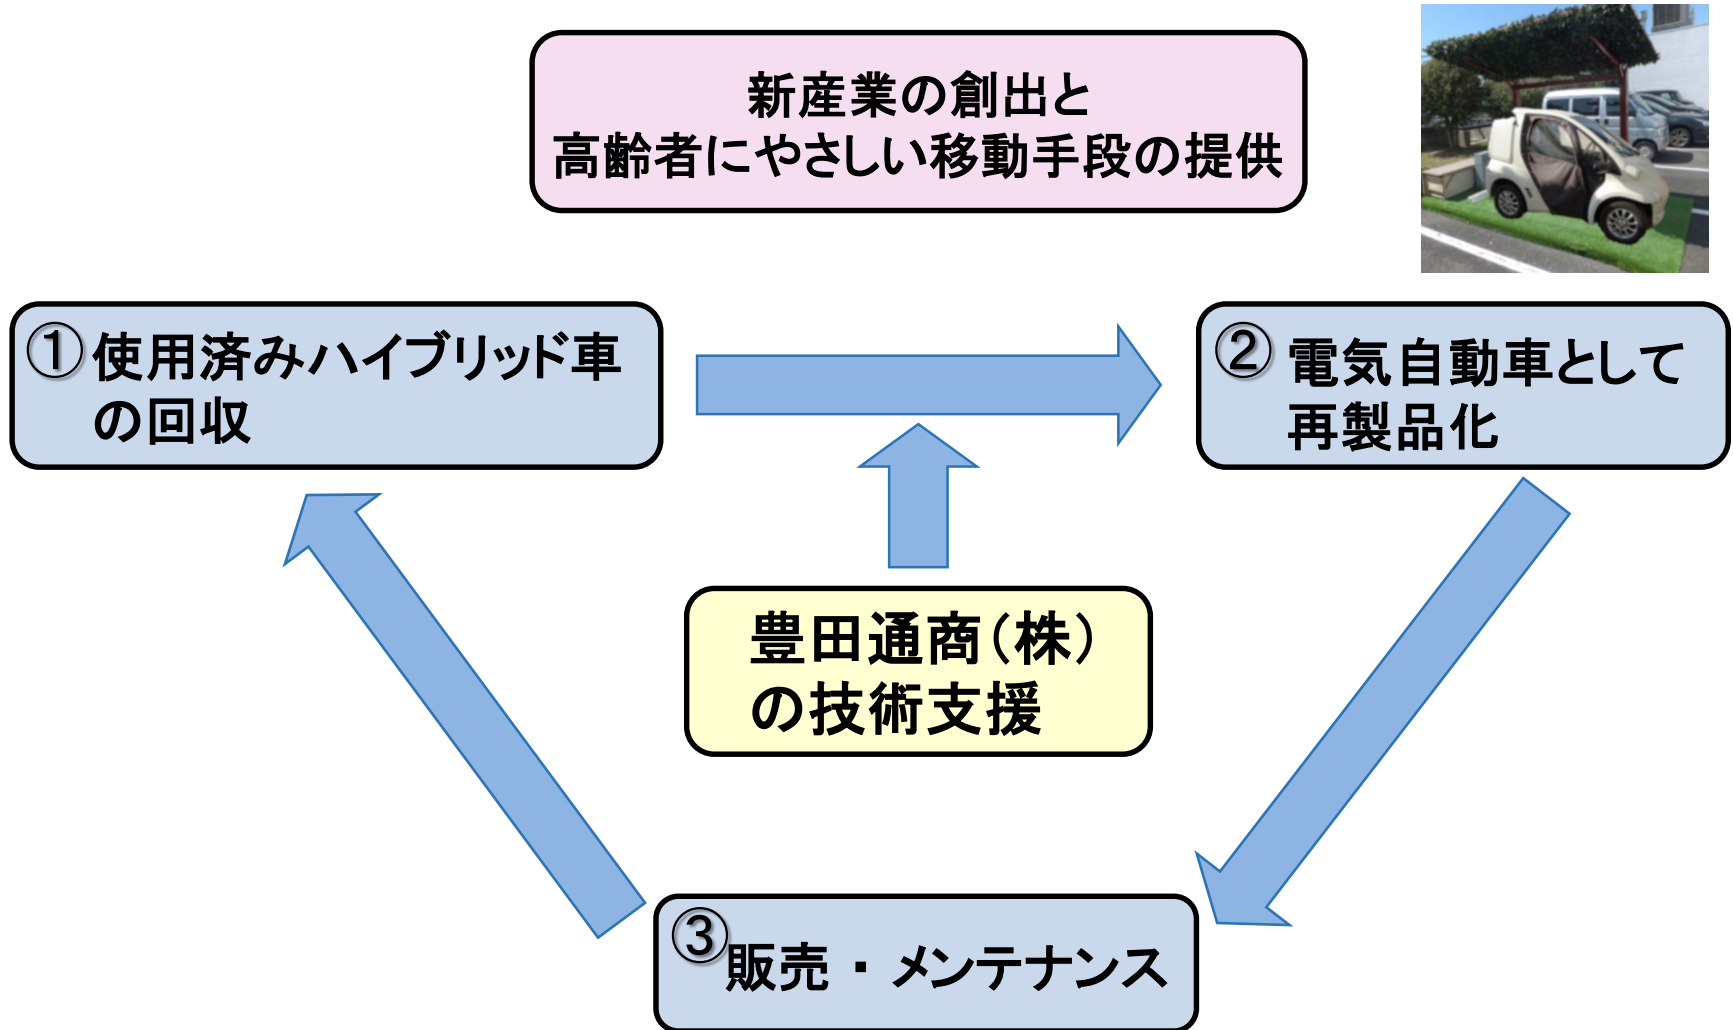 新産業の創出と
高齢者にやさしい移動手段の提供
①使用済みハイブリッド車
の回収
②電気自動車として
再製品化
豊田通商(株)
の技術支援
③販売・メンテナンス